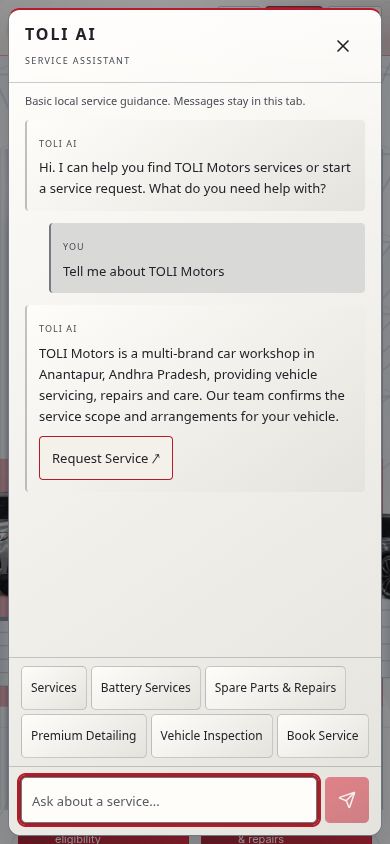 TOLI AI
SERVICE ASSISTANT
Basic local service guidance. Messages stay in this tab.
TOLI AI
Hi. I can help you find TOLI Motors services or start
a service request. What do you need help with?
YOU
Tell me about TOLI Motors
TOLI AI
TOLI Motors is a multi-brand car workshop in
Anantapur, Andhra Pradesh, providing vehicle
servicing, repairs and care. Our team confirms the
service scope and arrangements for your vehicle.
Request Service ↗
Services
Battery Services
Spare Parts & Repairs
Premium Detailing
Vehicle Inspection
Book Service
Ask about a service...
eligibility
& repairs